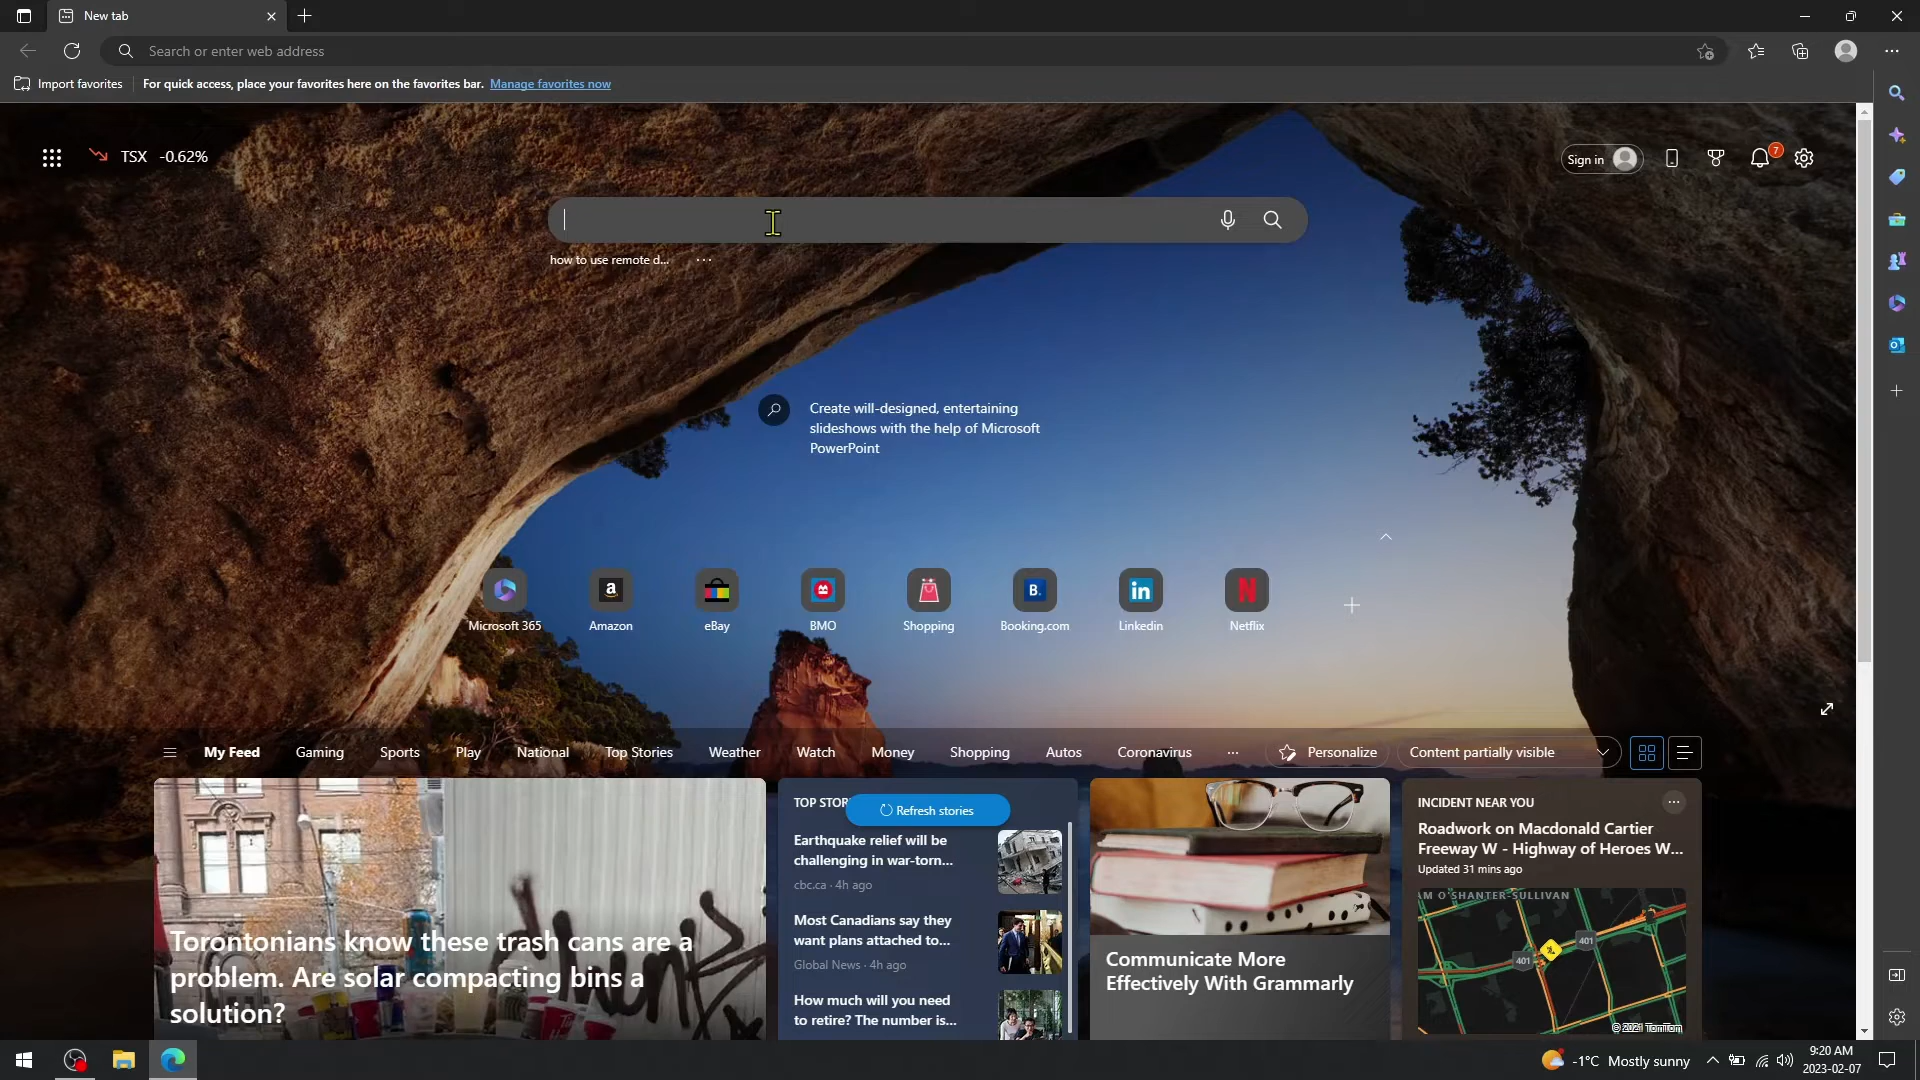 New tab
Search or enter web address
Import favorites
For quick access, place your favorites here on the favorites bar. Manage favorites now
TSX -0.62%
Sign in
7
how to use remote d...
Create will-designed, entertaining
slideshows with the help of Microsoft
PowerPoint
Microsoft 365
Amazon
eBay
BMO
Shopping
Booking.com
Linkedin
Netflix
My Feed
Gaming
Sports
Play
National
Top Stories
Weather
Watch
Money
Shopping
Autos
Coronavirus
Personalize
Content partially visible
Torontonians know these trash cans are a
problem. Are solar compacting bins a
solution?
TOP STOR
Refresh stories
Earthquake relief will be
challenging in war-torn...
cbc.ca · 4h ago
Most Canadians say they
want plans attached to...
Global News · 4h ago
How much will you need
to retire? The number is...
Communicate More
Effectively With Grammarly
INCIDENT NEAR YOU
Roadwork on Macdonald Cartier
Freeway W - Highway of Heroes W...
Updated 31 mins ago
M O'SHANTER-SULLIVAN
401
401
© 2021 TomTom
-1°C Mostly sunny
9:20 AM
2023-02-07